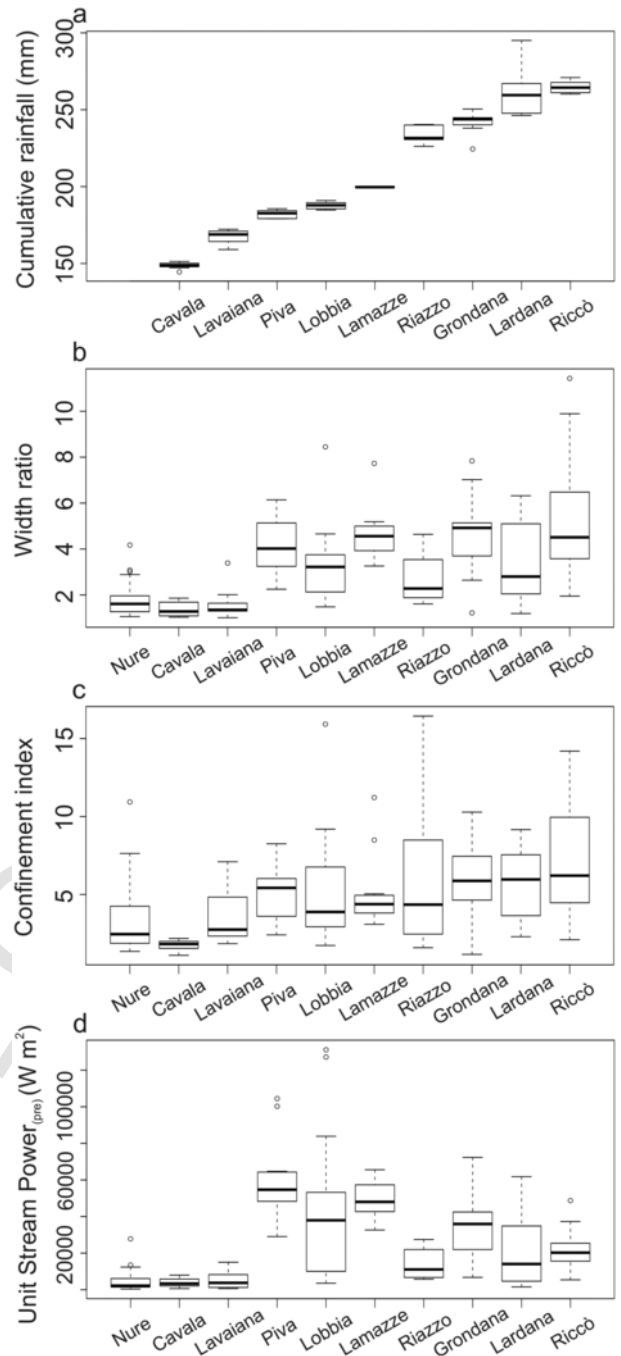 a
Cumulative rainfall (mm)
300
250
200
150
Cavala Lavaiana Piva Lobbia Lamazze Riazzo Grondana Lardana Riccò
b
Width ratio
10
8
6
4
2
Nure Cavala Lavaiana Piva Lobbia Lamazze Riazzo Grondana Lardana Riccò
c
Confinement index
15
10
5
Nure Cavala Lavaiana Piva Lobbia Lamazze Riazzo Grondana Lardana Riccò
d
Unit Stream Power(pre) (W m²)
100000
60000
20000
Nure Cavala Lavaiana Piva Lobbia Lamazze Riazzo Grondana Lardana Riccò